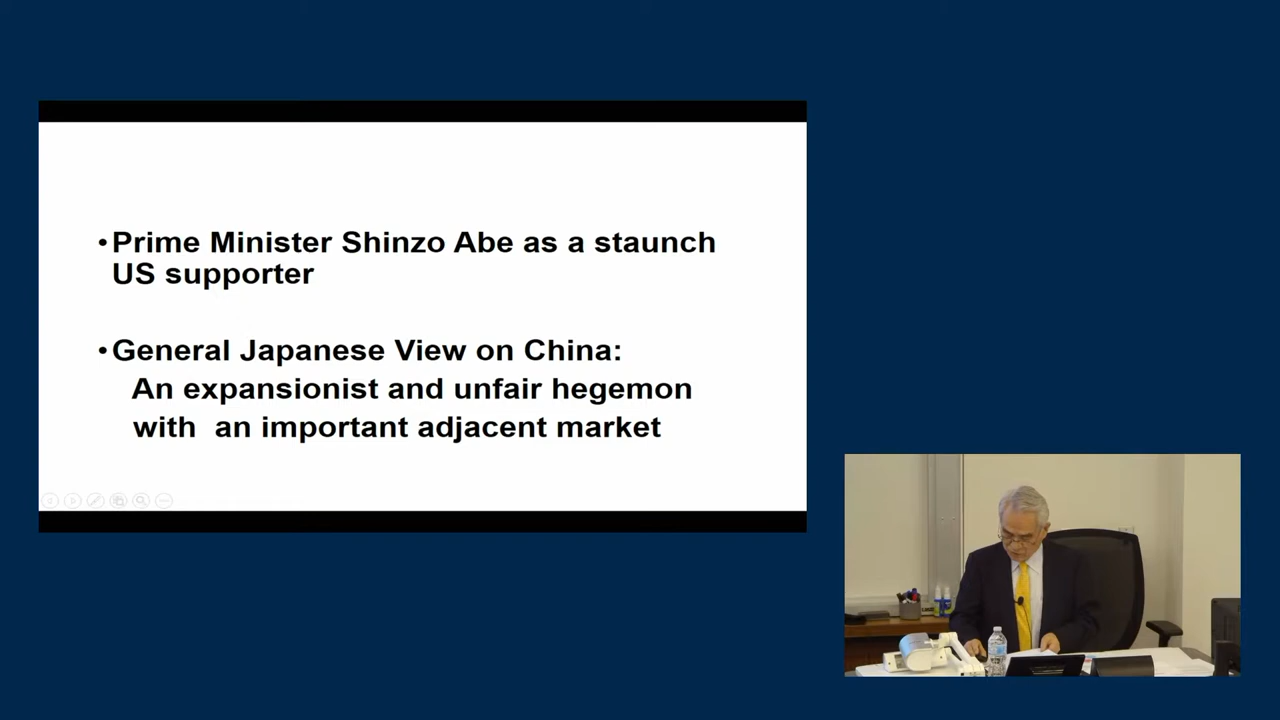 •Prime Minister Shinzo Abe as a staunch
US supporter
•General Japanese View on China:
An expansionist and unfair hegemon
with an important adjacent market